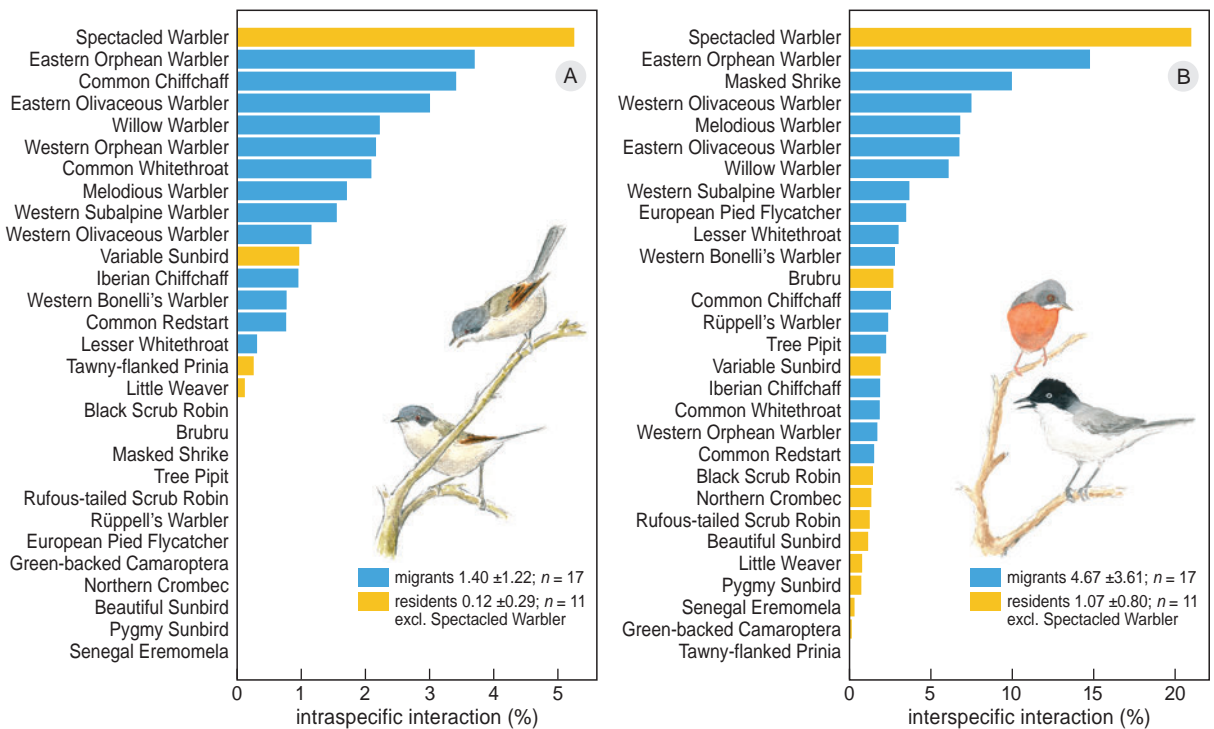 Spectacled Warbler
Eastern Orphean Warbler
Common Chiffchaff
Eastern Olivaceous Warbler
Willow Warbler
Western Orphean Warbler
Common Whitethroat
Melodious Warbler
Western Subalpine Warbler
Western Olivaceous Warbler
Variable Sunbird
Iberian Chiffchaff
Western Bonelli's Warbler
Common Redstart
Lesser Whitethroat
Tawny-flanked Prinia
Little Weaver
Black Scrub Robin
Brubru
Masked Shrike
Tree Pipit
Rufous-tailed Scrub Robin
Rüppell's Warbler
European Pied Flycatcher
Green-backed Camaroptera
Northern Crombec
Beautiful Sunbird
Pygmy Sunbird
Senegal Eremomela
A
migrants 1.40 ±1.22; n = 17
residents 0.12 ±0.29; n = 11
excl. Spectacled Warbler
0 1 2 3 4 5
intraspecific interaction (%)
Spectacled Warbler
Eastern Orphean Warbler
Masked Shrike
Western Olivaceous Warbler
Melodious Warbler
Eastern Olivaceous Warbler
Willow Warbler
Western Subalpine Warbler
European Pied Flycatcher
Lesser Whitethroat
Western Bonelli's Warbler
Brubru
Common Chiffchaff
Rüppell's Warbler
Tree Pipit
Variable Sunbird
Iberian Chiffchaff
Common Whitethroat
Western Orphean Warbler
Common Redstart
Black Scrub Robin
Northern Crombec
Rufous-tailed Scrub Robin
Beautiful Sunbird
Little Weaver
Pygmy Sunbird
Senegal Eremomela
Green-backed Camaroptera
Tawny-flanked Prinia
B
migrants 4.67 ±3.61; n = 17
residents 1.07 ±0.80; n = 11
excl. Spectacled Warbler
0 5 10 15 20
interspecific interaction (%)